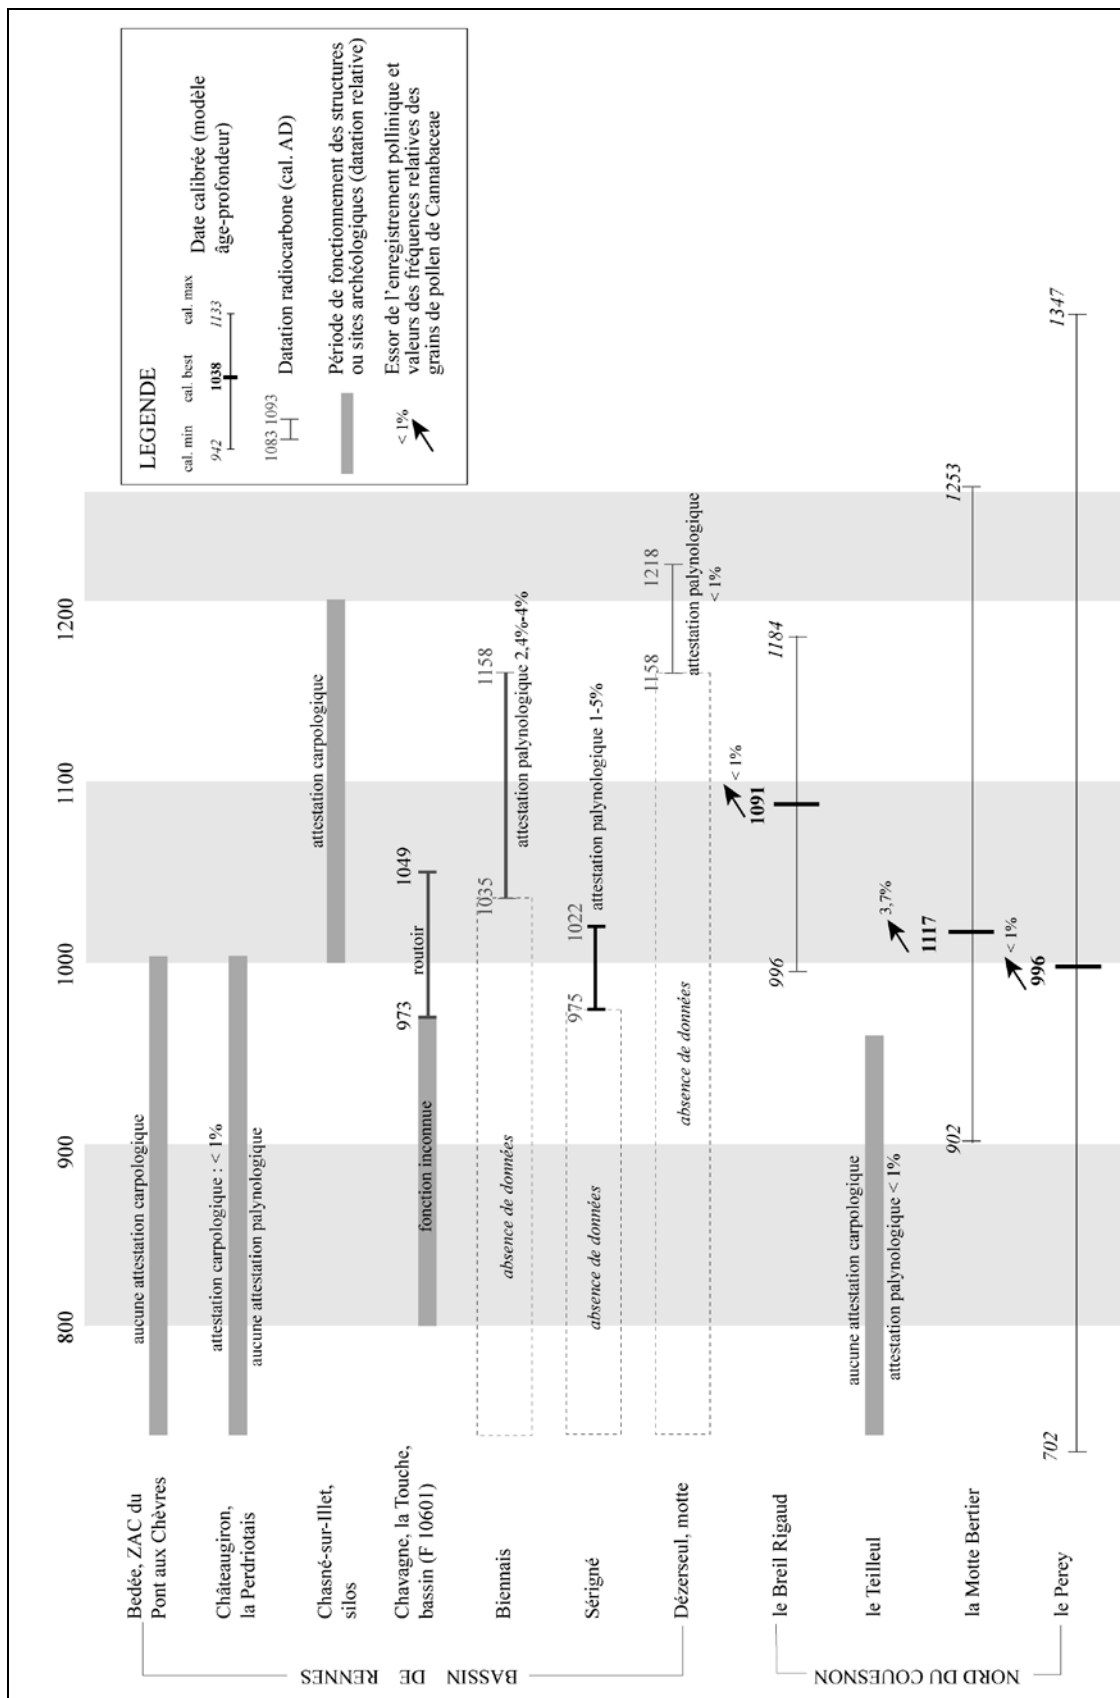 LEGENDE
cal. min
cal. best
cal. max
942
1038
1133
Date calibrée (modèle
âge-profondeur)
1083 1093
Datation radiocarbone (cal. AD)
Période de fonctionnement des structures
ou sites archéologiques (datation relative)
< 1%
Essor de l'enregistrement pollinique et
valeurs des fréquences relatives des
grains de pollen de Cannabaceae
800
900
1000
1100
1200
BASSIN DE RENNES
Bedée, ZAC du
Pont aux Chèvres
aucune attestation carpologique
Châteaugiron,
la Perdriotais
attestation carpologique : < 1%
aucune attestation palynologique
Chasné-sur-Illet,
silos
attestation carpologique
Chavagne, la Touche,
bassin (F 10601)
fonction inconnue
973
routoir
1049
Biennais
absence de données
1035
1158
attestation palynologique 2,4%-4%
Sérigné
absence de données
975
1022
attestation palynologique 1-5%
Dézerseul, motte
absence de données
1158
1218
attestation palynologique
< 1%
NORD DU COUESNON
le Breil Rigaud
996
1091
< 1%
1184
le Teilleul
aucune attestation carpologique
attestation palynologique < 1%
la Motte Bertier
902
1117
3,7%
1253
le Perey
702
996
< 1%
1347